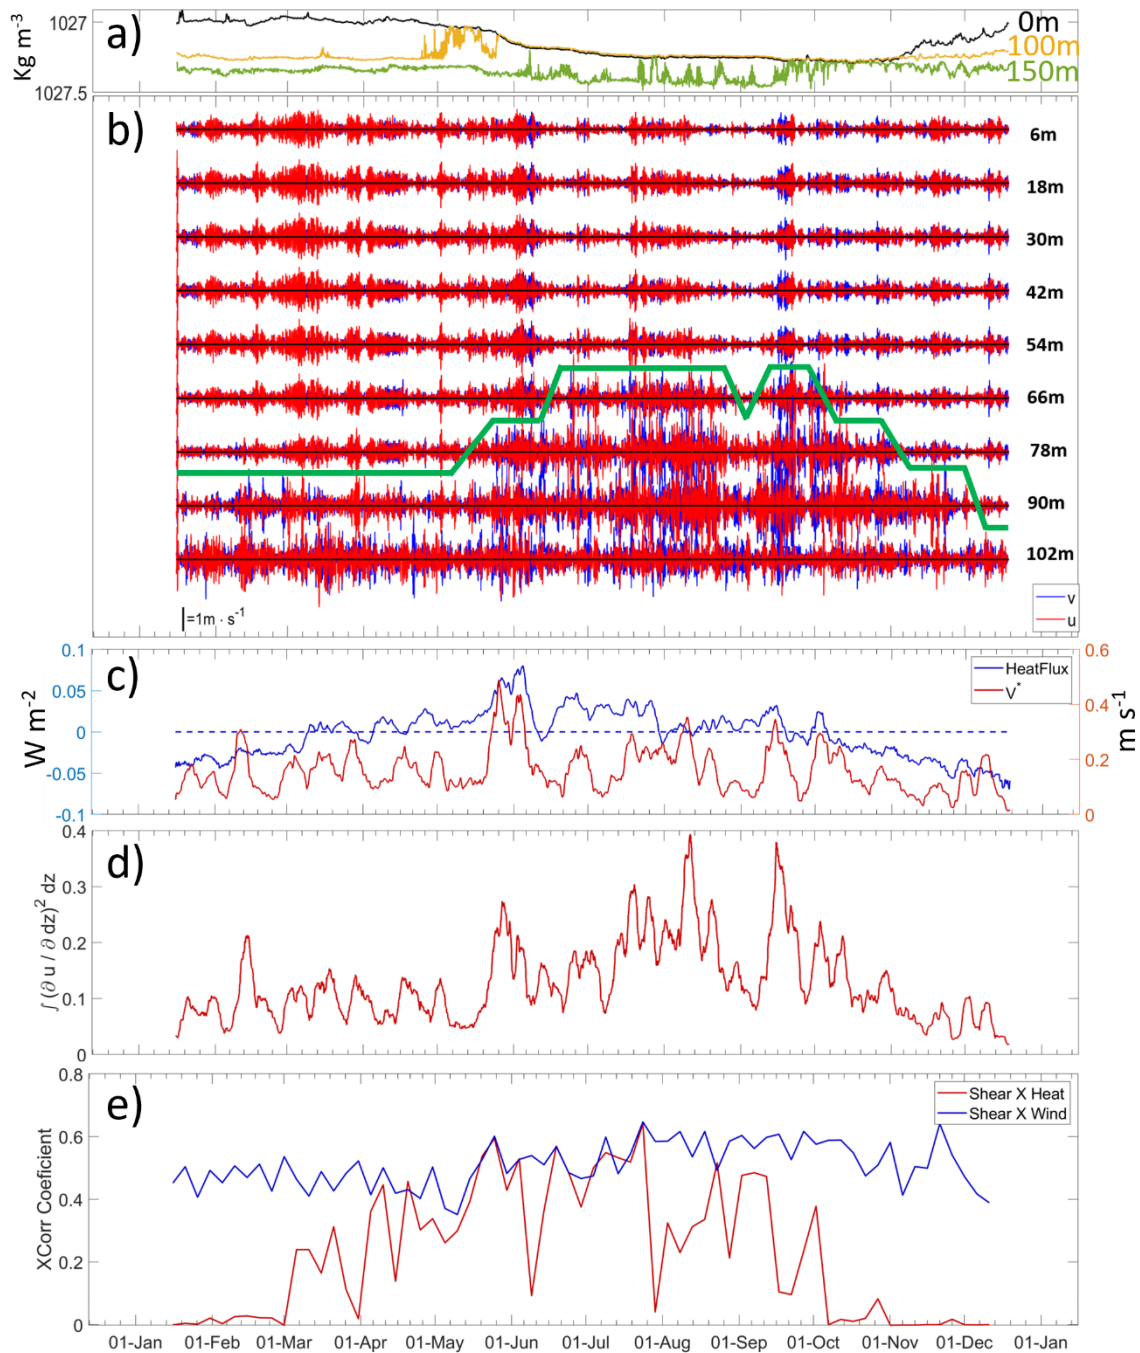 a)
Kg m-3
1027
1027.5
0m
100m
150m
b)
6m
18m
30m
42m
54m
66m
78m
90m
102m
=1m · s-1
v
u
c)
W m-2
0.1
0.05
0
-0.05
-0.1
HeatFlux
V*
0.6
0.4
0.2
0
m s-1
d)
∫(∂ u / ∂ dz)2 dz
0.4
0.3
0.2
0.1
0
e)
XCorr Coeficient
0.8
0.6
0.4
0.2
0
Shear X Heat
Shear X Wind
01-Jan 01-Feb 01-Mar 01-Apr 01-May 01-Jun 01-Jul 01-Aug 01-Sep 01-Oct 01-Nov 01-Dec 01-Jan